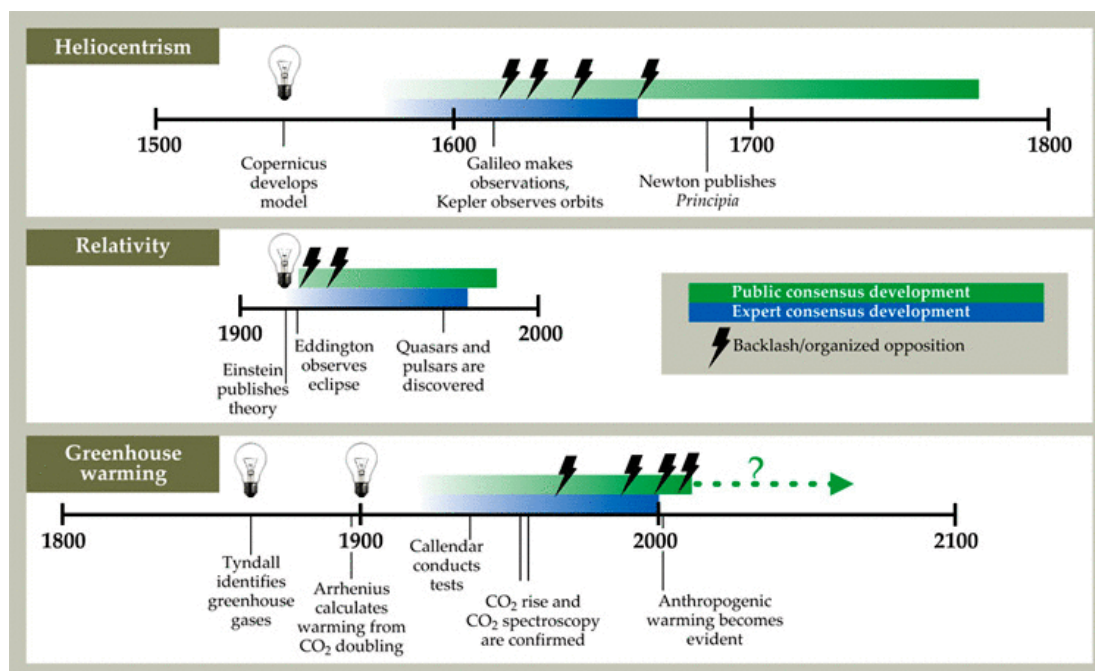 Heliocentrism
1500
1600
1700
1800
Copernicus
develops
model
Galileo makes
observations,
Kepler observes orbits
Newton publishes
Principia
Relativity
1900
2000
Einstein
publishes
theory
Eddington
observes
eclipse
Quasars and
pulsars are
discovered
Public consensus development
Expert consensus development
Backlash/organized opposition
Greenhouse
warming
?
1800
1900
2000
2100
Tyndall
identifies
greenhouse
gases
Arrhenius
calculates
warming from
CO₂ doubling
Callendar
conducts
tests
CO₂ rise and
CO₂ spectroscopy
are confirmed
Anthropogenic
warming becomes
evident